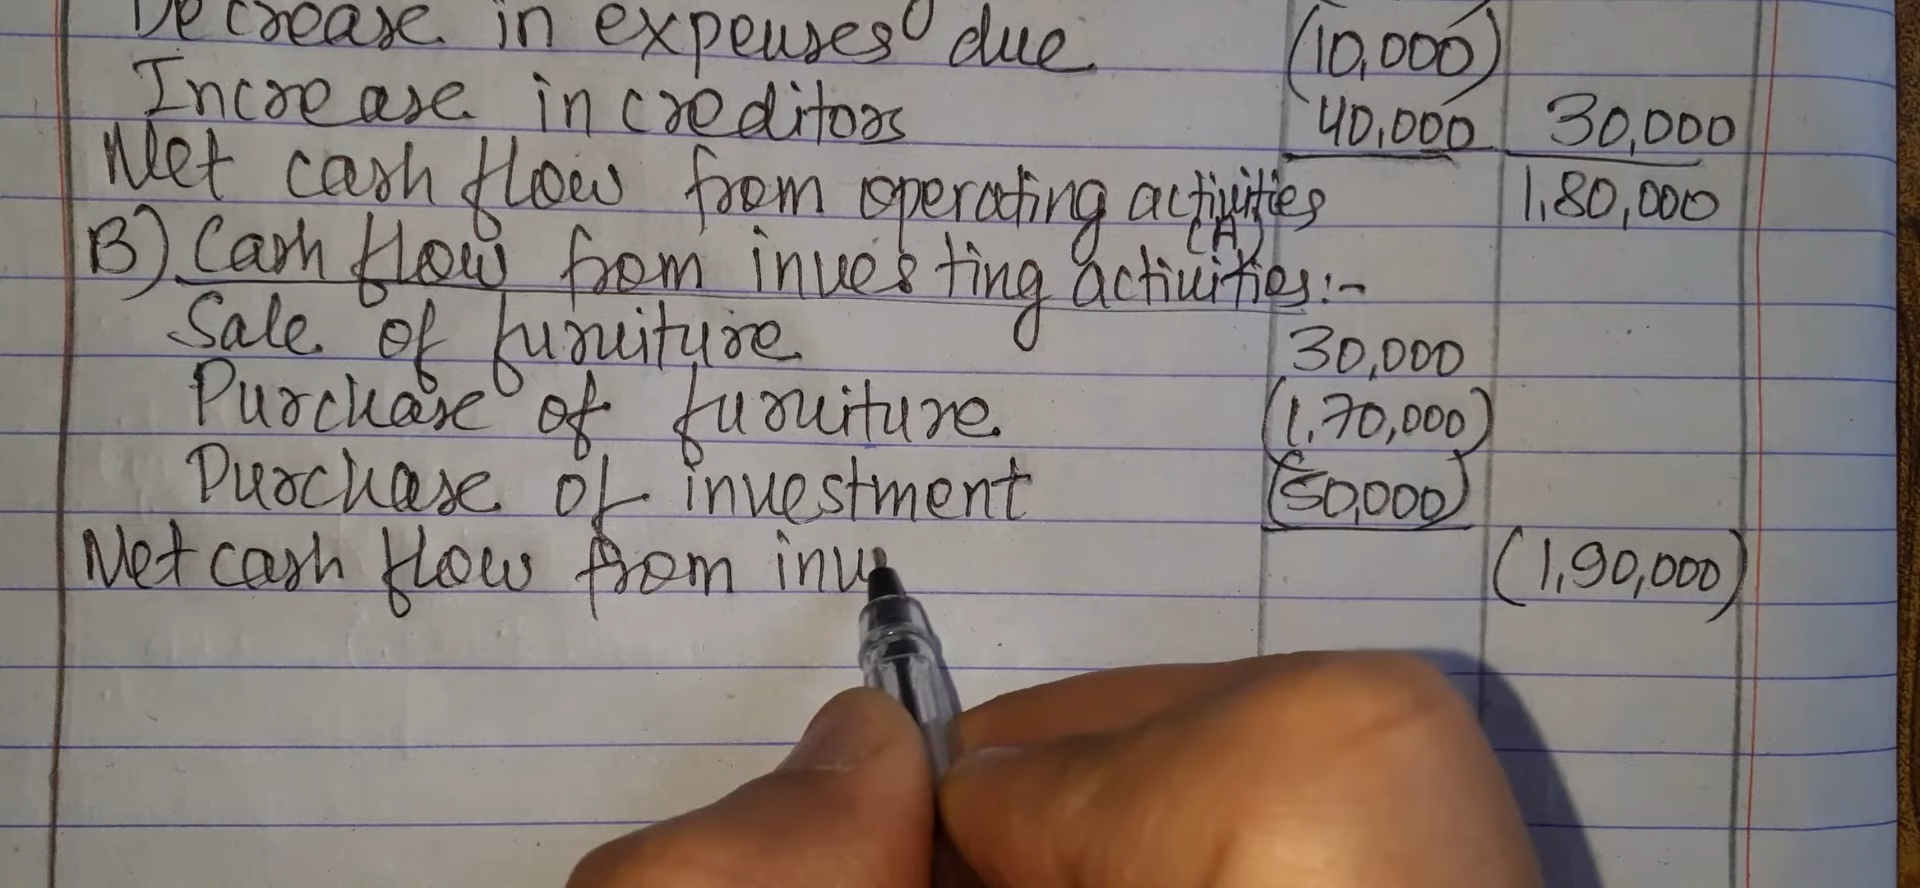 Decrease in expenses due (10,000)
Increase in creditors 40,000 30,000
Net cash flow from operating activities 1,80,000
(A)
B) Cash flow from investing activities:-
Sale of furniture 30,000
Purchase of furniture (1,70,000)
Purchase of investment (50,000)
Net cash flow from inv (1,90,000)